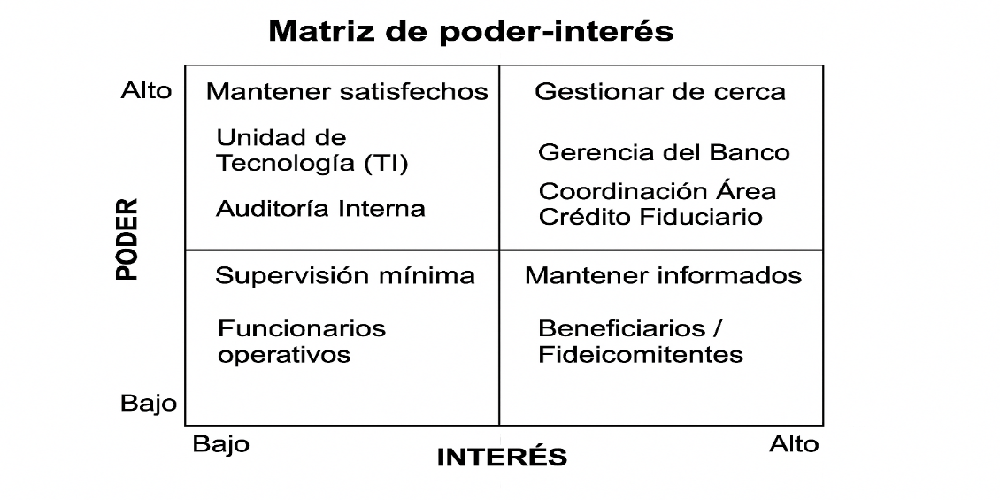 Matriz de poder-interés
Alto
Mantener satisfechos
Unidad de
Tecnología (TI)
Auditoría Interna
Gestionar de cerca
Gerencia del Banco
Coordinación Área
Crédito Fiduciario
PODER
Supervisión mínima
Funcionarios
operativos
Mantener informados
Beneficiarios /
Fideicomitentes
Bajo
Bajo
INTERÉS
Alto